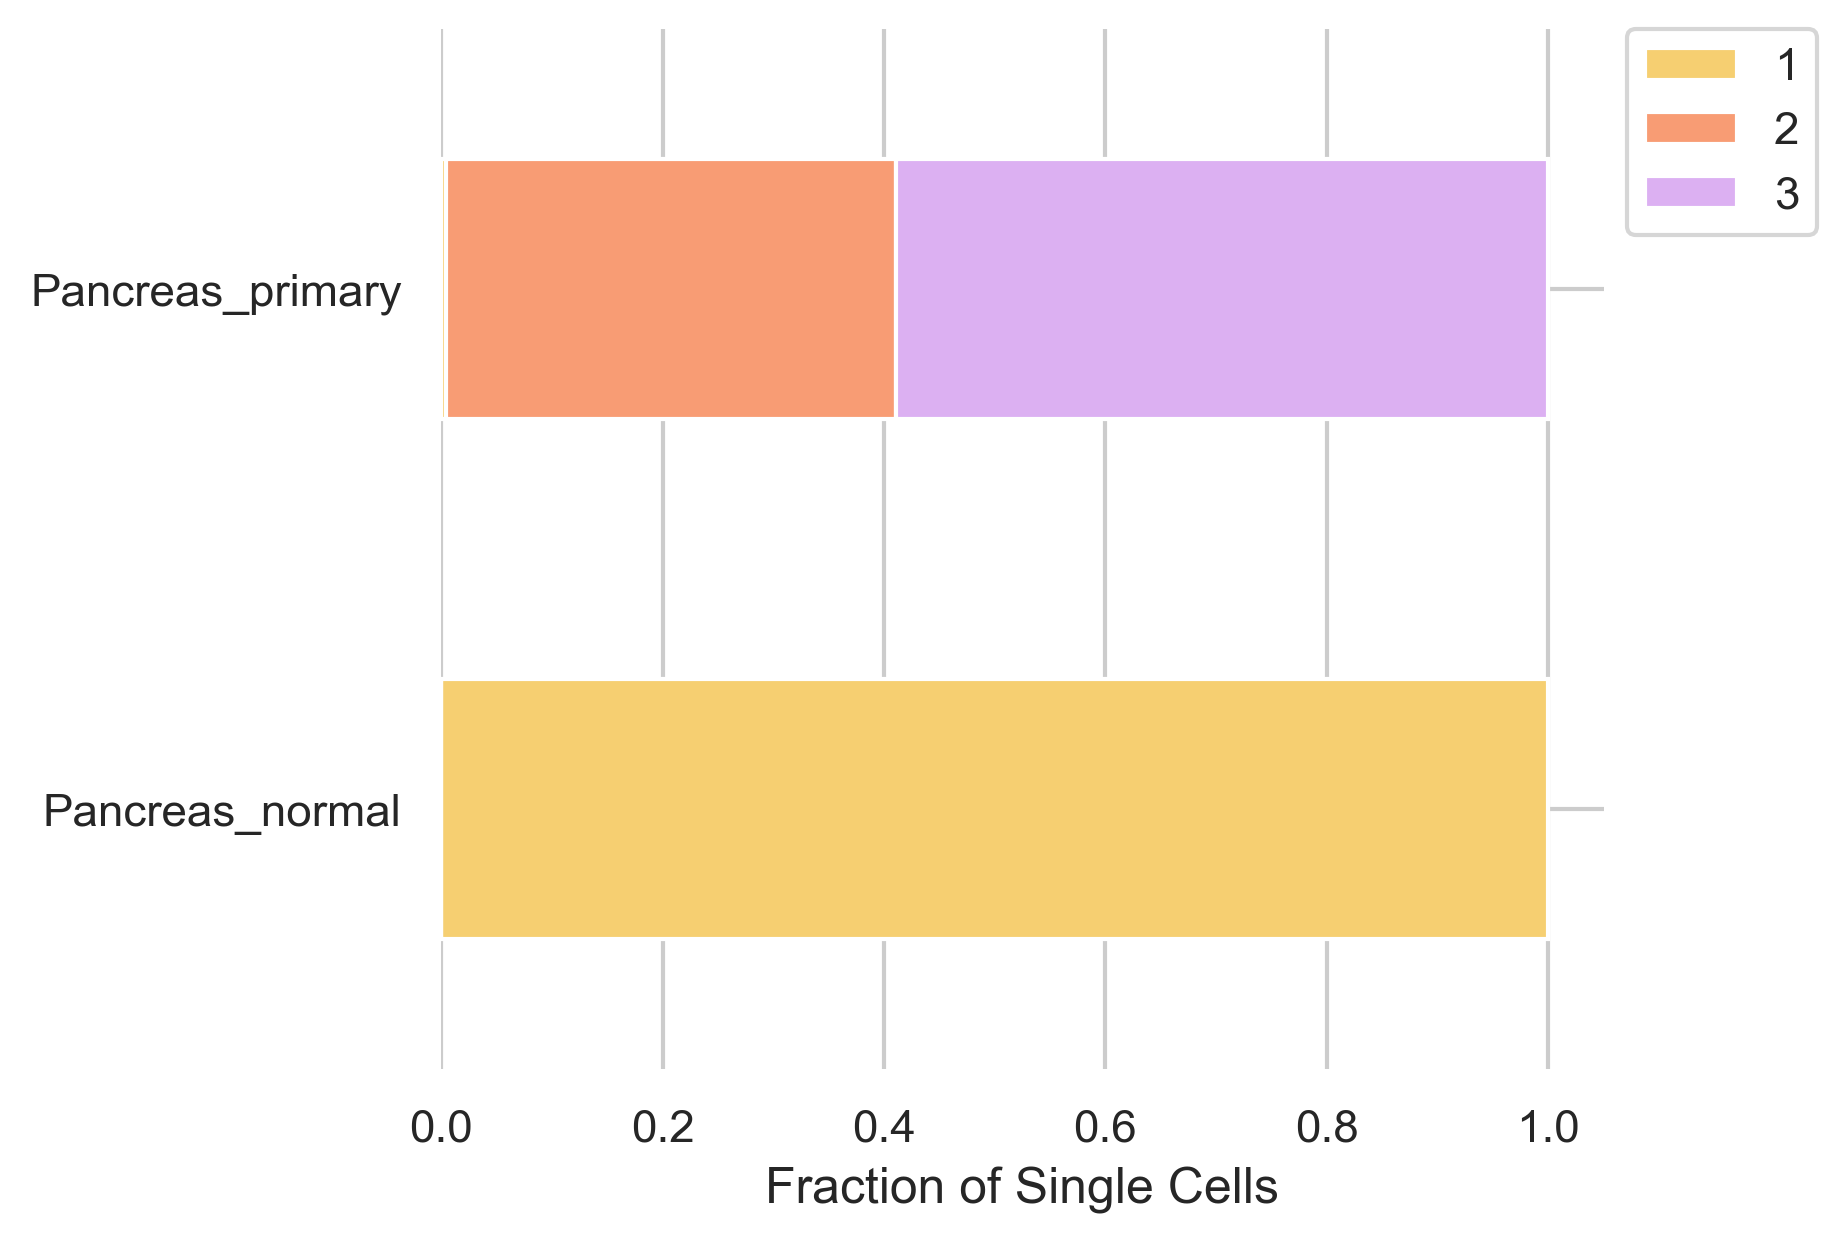 1
2
3
Pancreas_primary
Pancreas_normal
0.0 0.2 0.4 0.6 0.8 1.0
Fraction of Single Cells